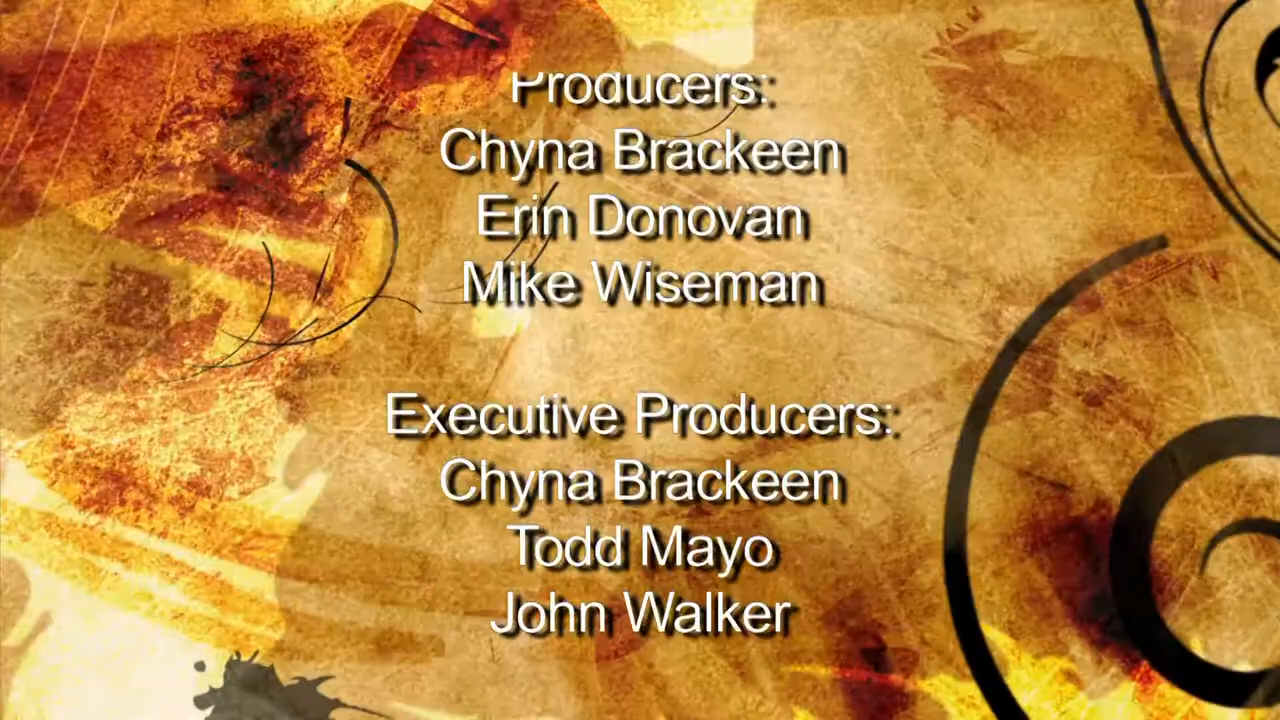 Producers:
Chyna Brackeen
Erin Donovan
Mike Wiseman
Executive Producers:
Chyna Brackeen
Todd Mayo
John Walker